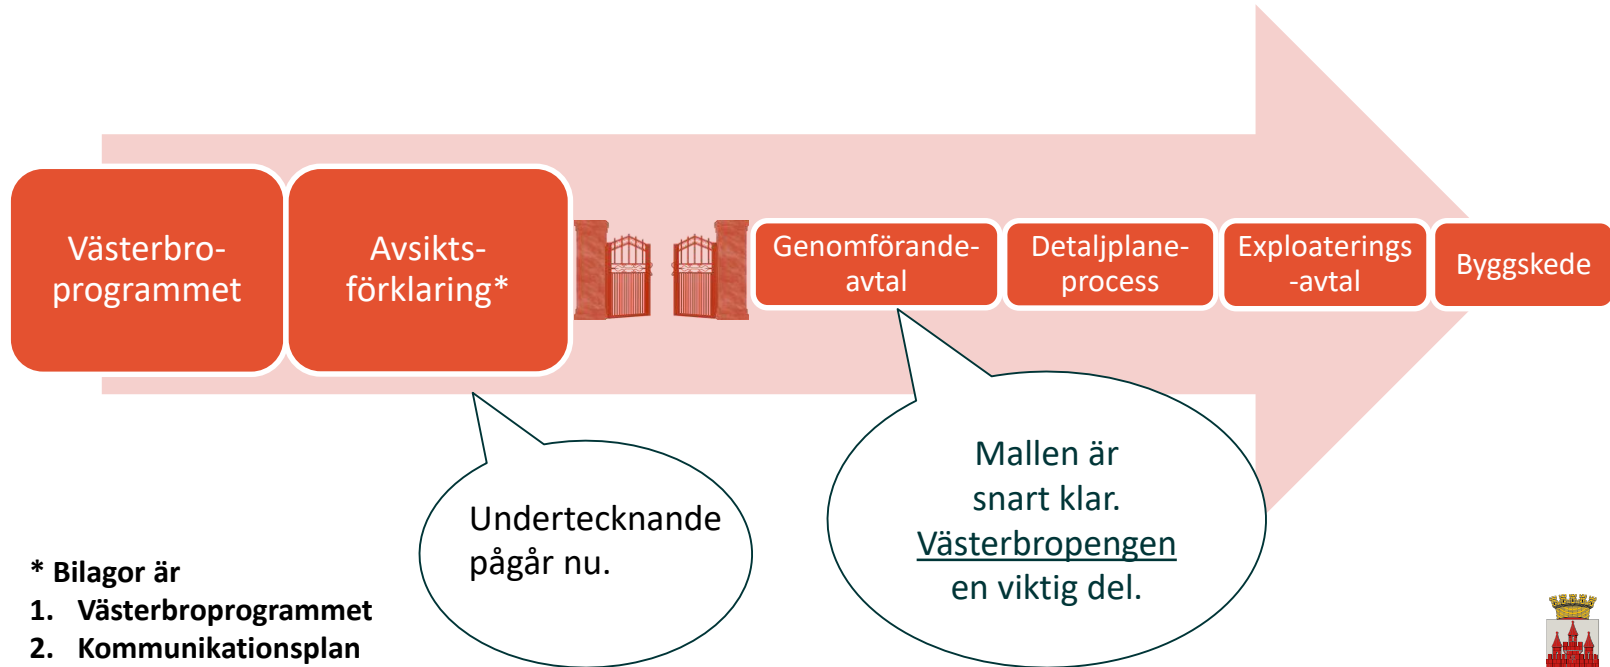 Västerbro-
programmet
Avsikts-
förklaring*
Genomförande-
avtal
Detaljplane-
process
Exploaterings
-avtal
Byggskede
Undertecknande
pågår nu.
Mallen är
snart klar.
Västerbropengen
en viktig del.
* Bilagor är
1. Västerbroprogrammet
2. Kommunikationsplan